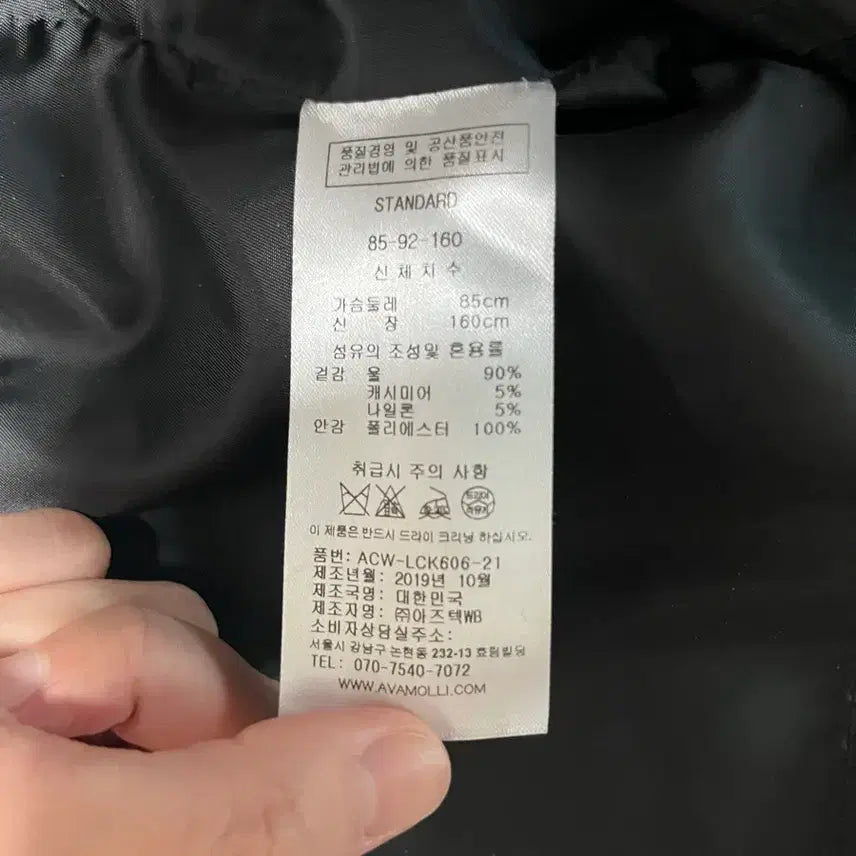 품질경영 및 공산품안전
관리법에 의한 품질표시
STANDARD
85-92-160
신체치수
가슴둘레 85cm
신 장 160cm
섬유의 조성및 혼용률
겉감 울 90%
캐시미어 5%
나일론 5%
안감 폴리에스터 100%
취급시 주의 사항
드라이
이 제품은 반드시 드라이 크리닝 하십시오.
품번: ACW-LCK606-21
제조년월: 2019년 10월
제조국명: 대한민국
제조자명: ㈜아즈텍WB
소비자상담실주소:
서울시 강남구 논현동 232-13 효림빌딩
TEL: 070-7540-7072
WWW.AVAMOLLI.COM